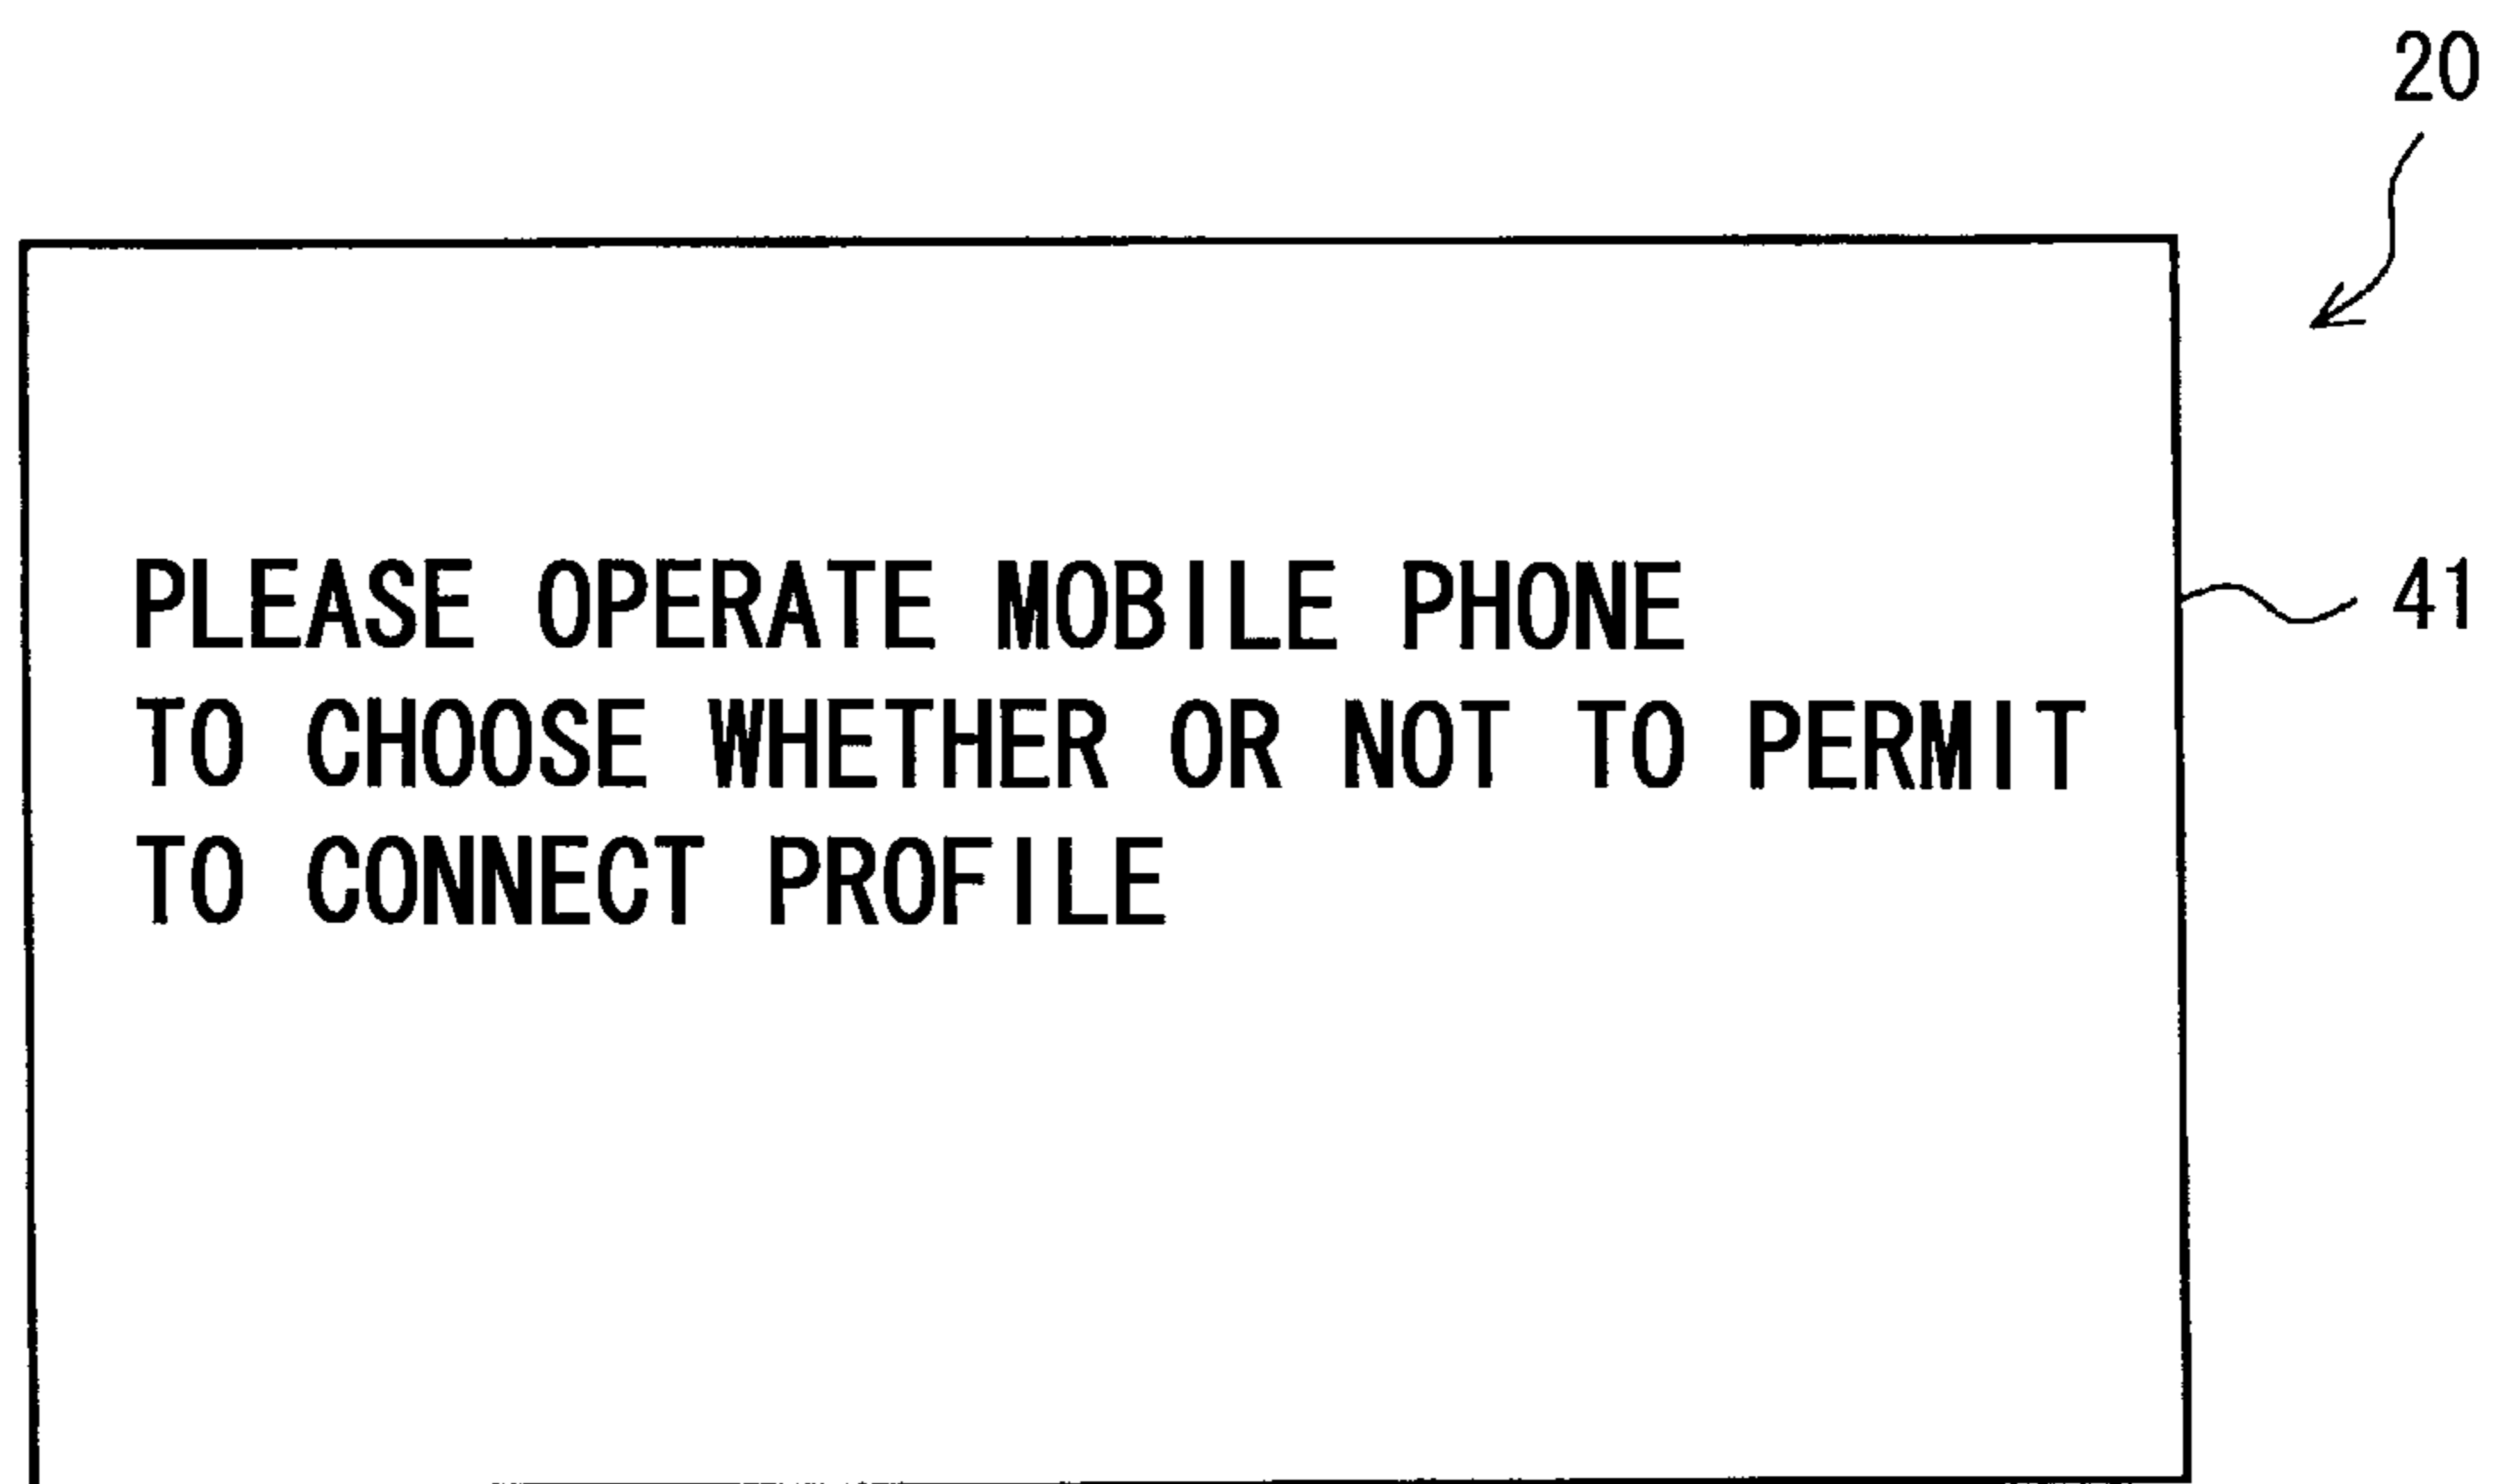 20
PLEASE OPERATE MOBILE PHONE
41
TO CHOOSE WHETHER OR NOT TO PERMIT
TO CONNECT PROFILE